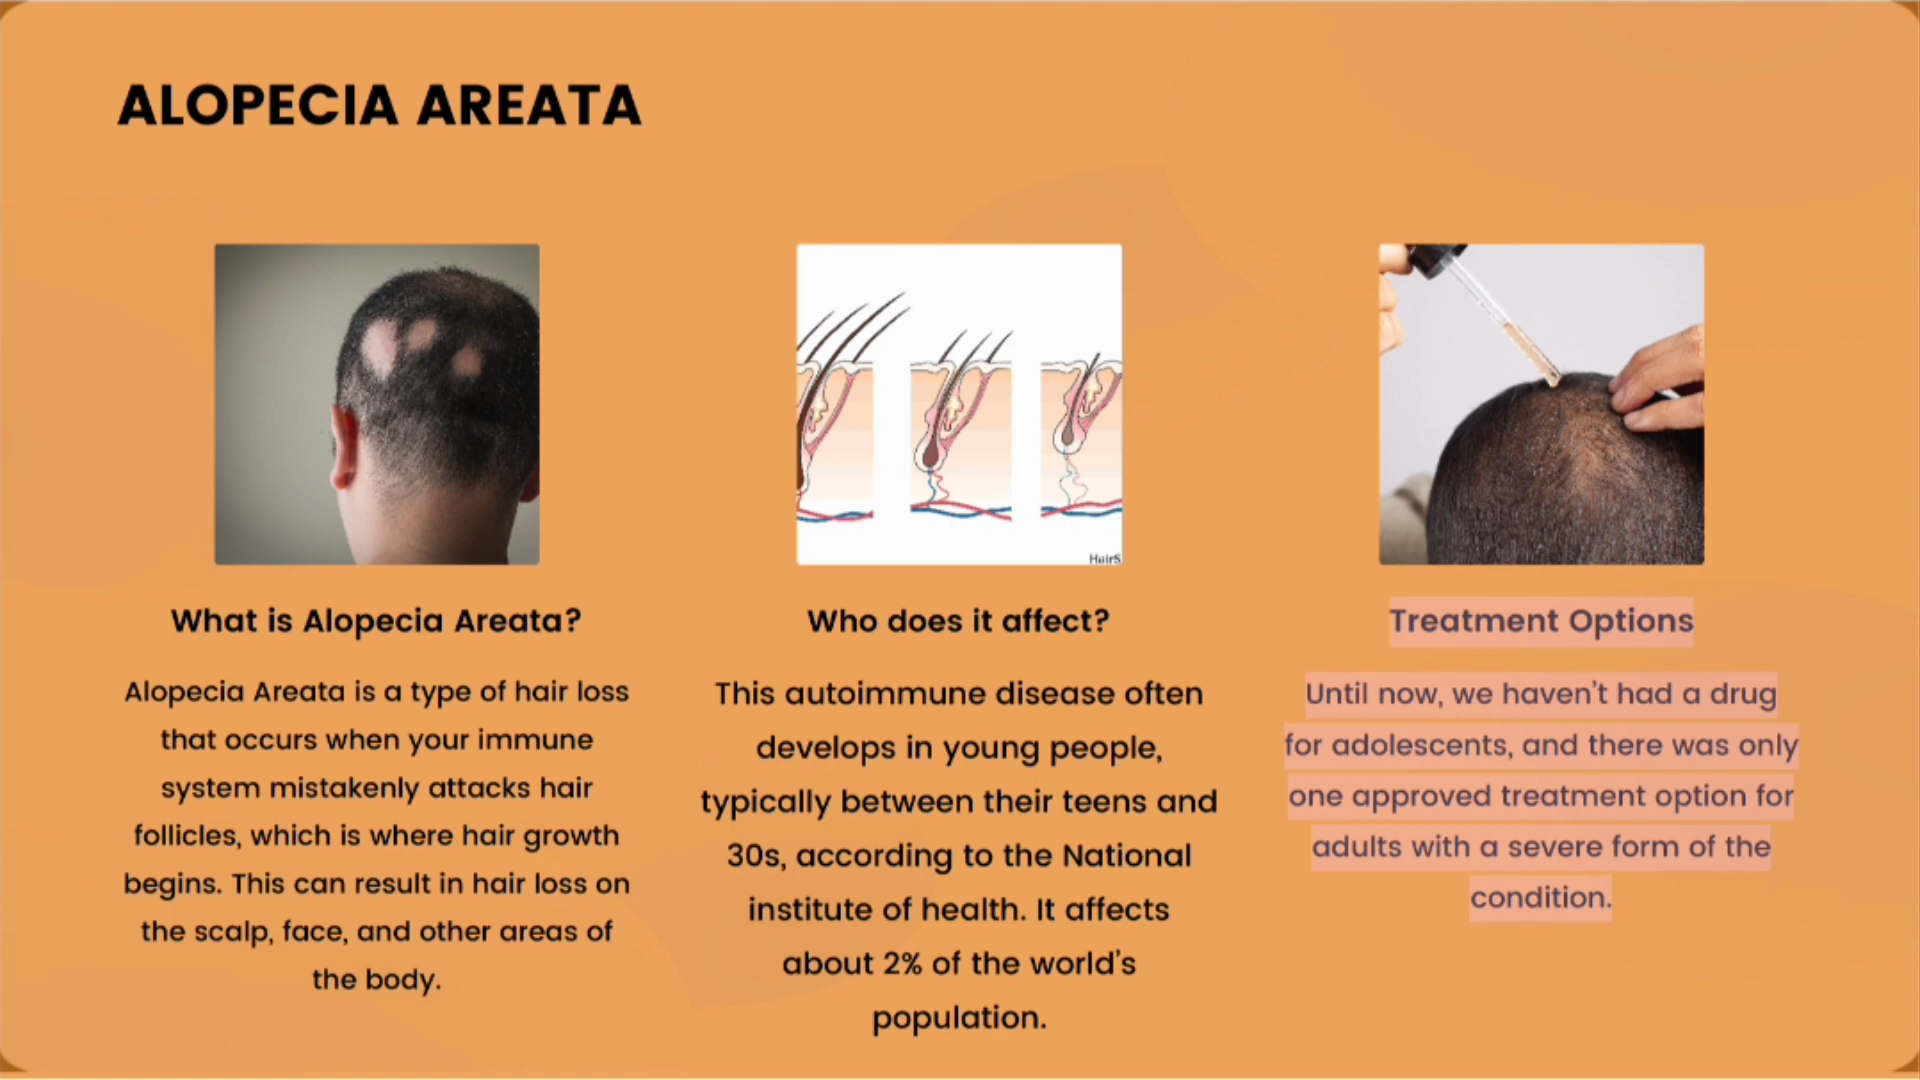 ALOPECIA AREATA
What is Alopecia Areata?
Alopecia Areata is a type of hair loss
that occurs when your immune
system mistakenly attacks hair
follicles, which is where hair growth
begins. This can result in hair loss on
the scalp, face, and other areas of
the body.
HairS
Who does it affect?
This autoimmune disease often
develops in young people,
typically between their teens and
30s, according to the National
institute of health. It affects
about 2% of the world’s
population.
Treatment Options
Until now, we haven’t had a drug
for adolescents, and there was only
one approved treatment option for
adults with a severe form of the
condition.